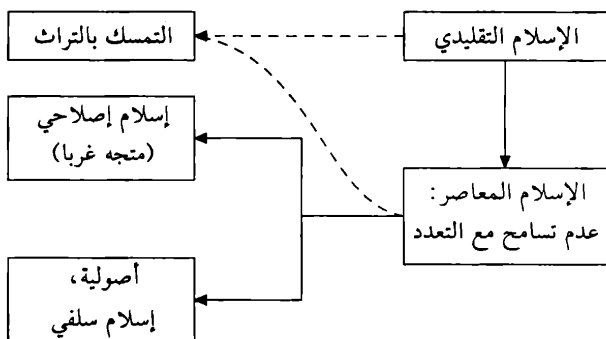 الإسلام التقليدي
التمسك بالتراث
إسلام إصلاحي
(متجه غربا)
الإسلام المعاصر:
عدم تسامح مع التعدد
أصولية،
إسلام سلفي